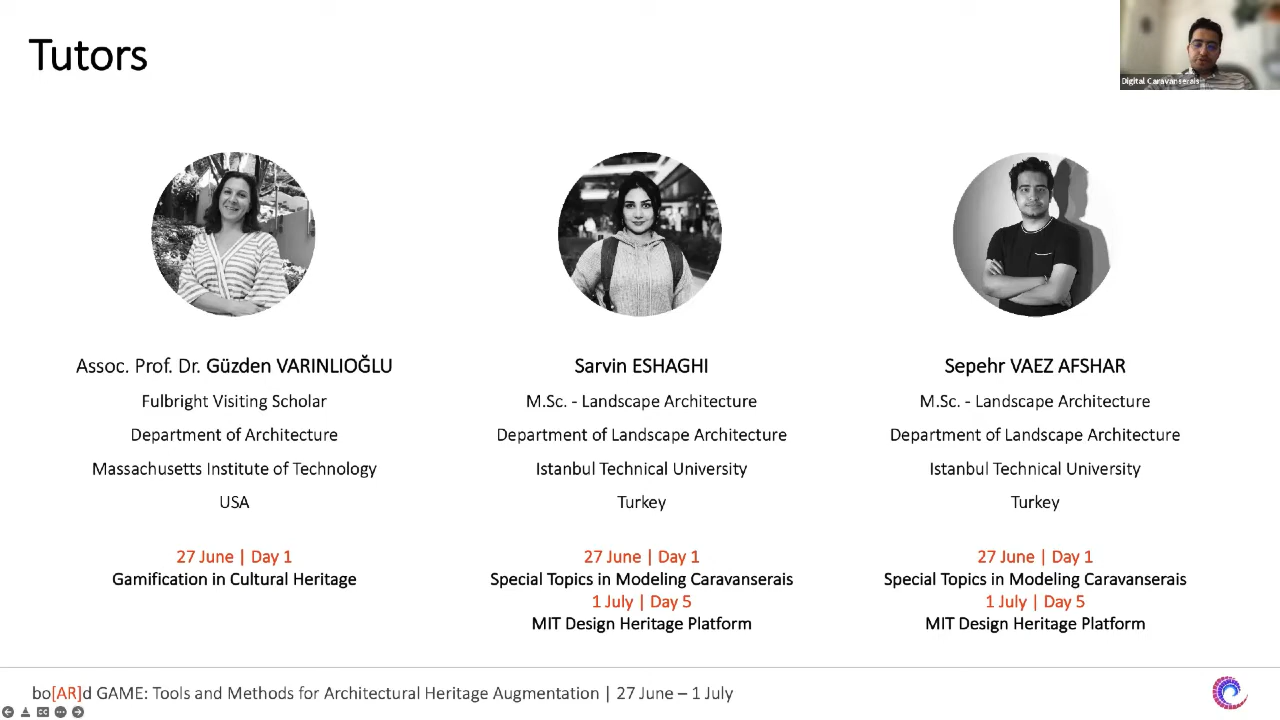 Tutors
Digital Caravanserais
Assoc. Prof. Dr. Güzden VARINLIOĞLU
Fulbright Visiting Scholar
Department of Architecture
Massachusetts Institute of Technology
USA
27 June | Day 1
Gamification in Cultural Heritage
Sarvin ESHAGHI
M.Sc. - Landscape Architecture
Department of Landscape Architecture
Istanbul Technical University
Turkey
27 June | Day 1
Special Topics in Modeling Caravanserais
1 July | Day 5
MIT Design Heritage Platform
Sepehr VAEZ AFSHAR
M.Sc. - Landscape Architecture
Department of Landscape Architecture
Istanbul Technical University
Turkey
27 June | Day 1
Special Topics in Modeling Caravanserais
1 July | Day 5
MIT Design Heritage Platform
bo[AR]d GAME: Tools and Methods for Architectural Heritage Augmentation | 27 June – 1 July